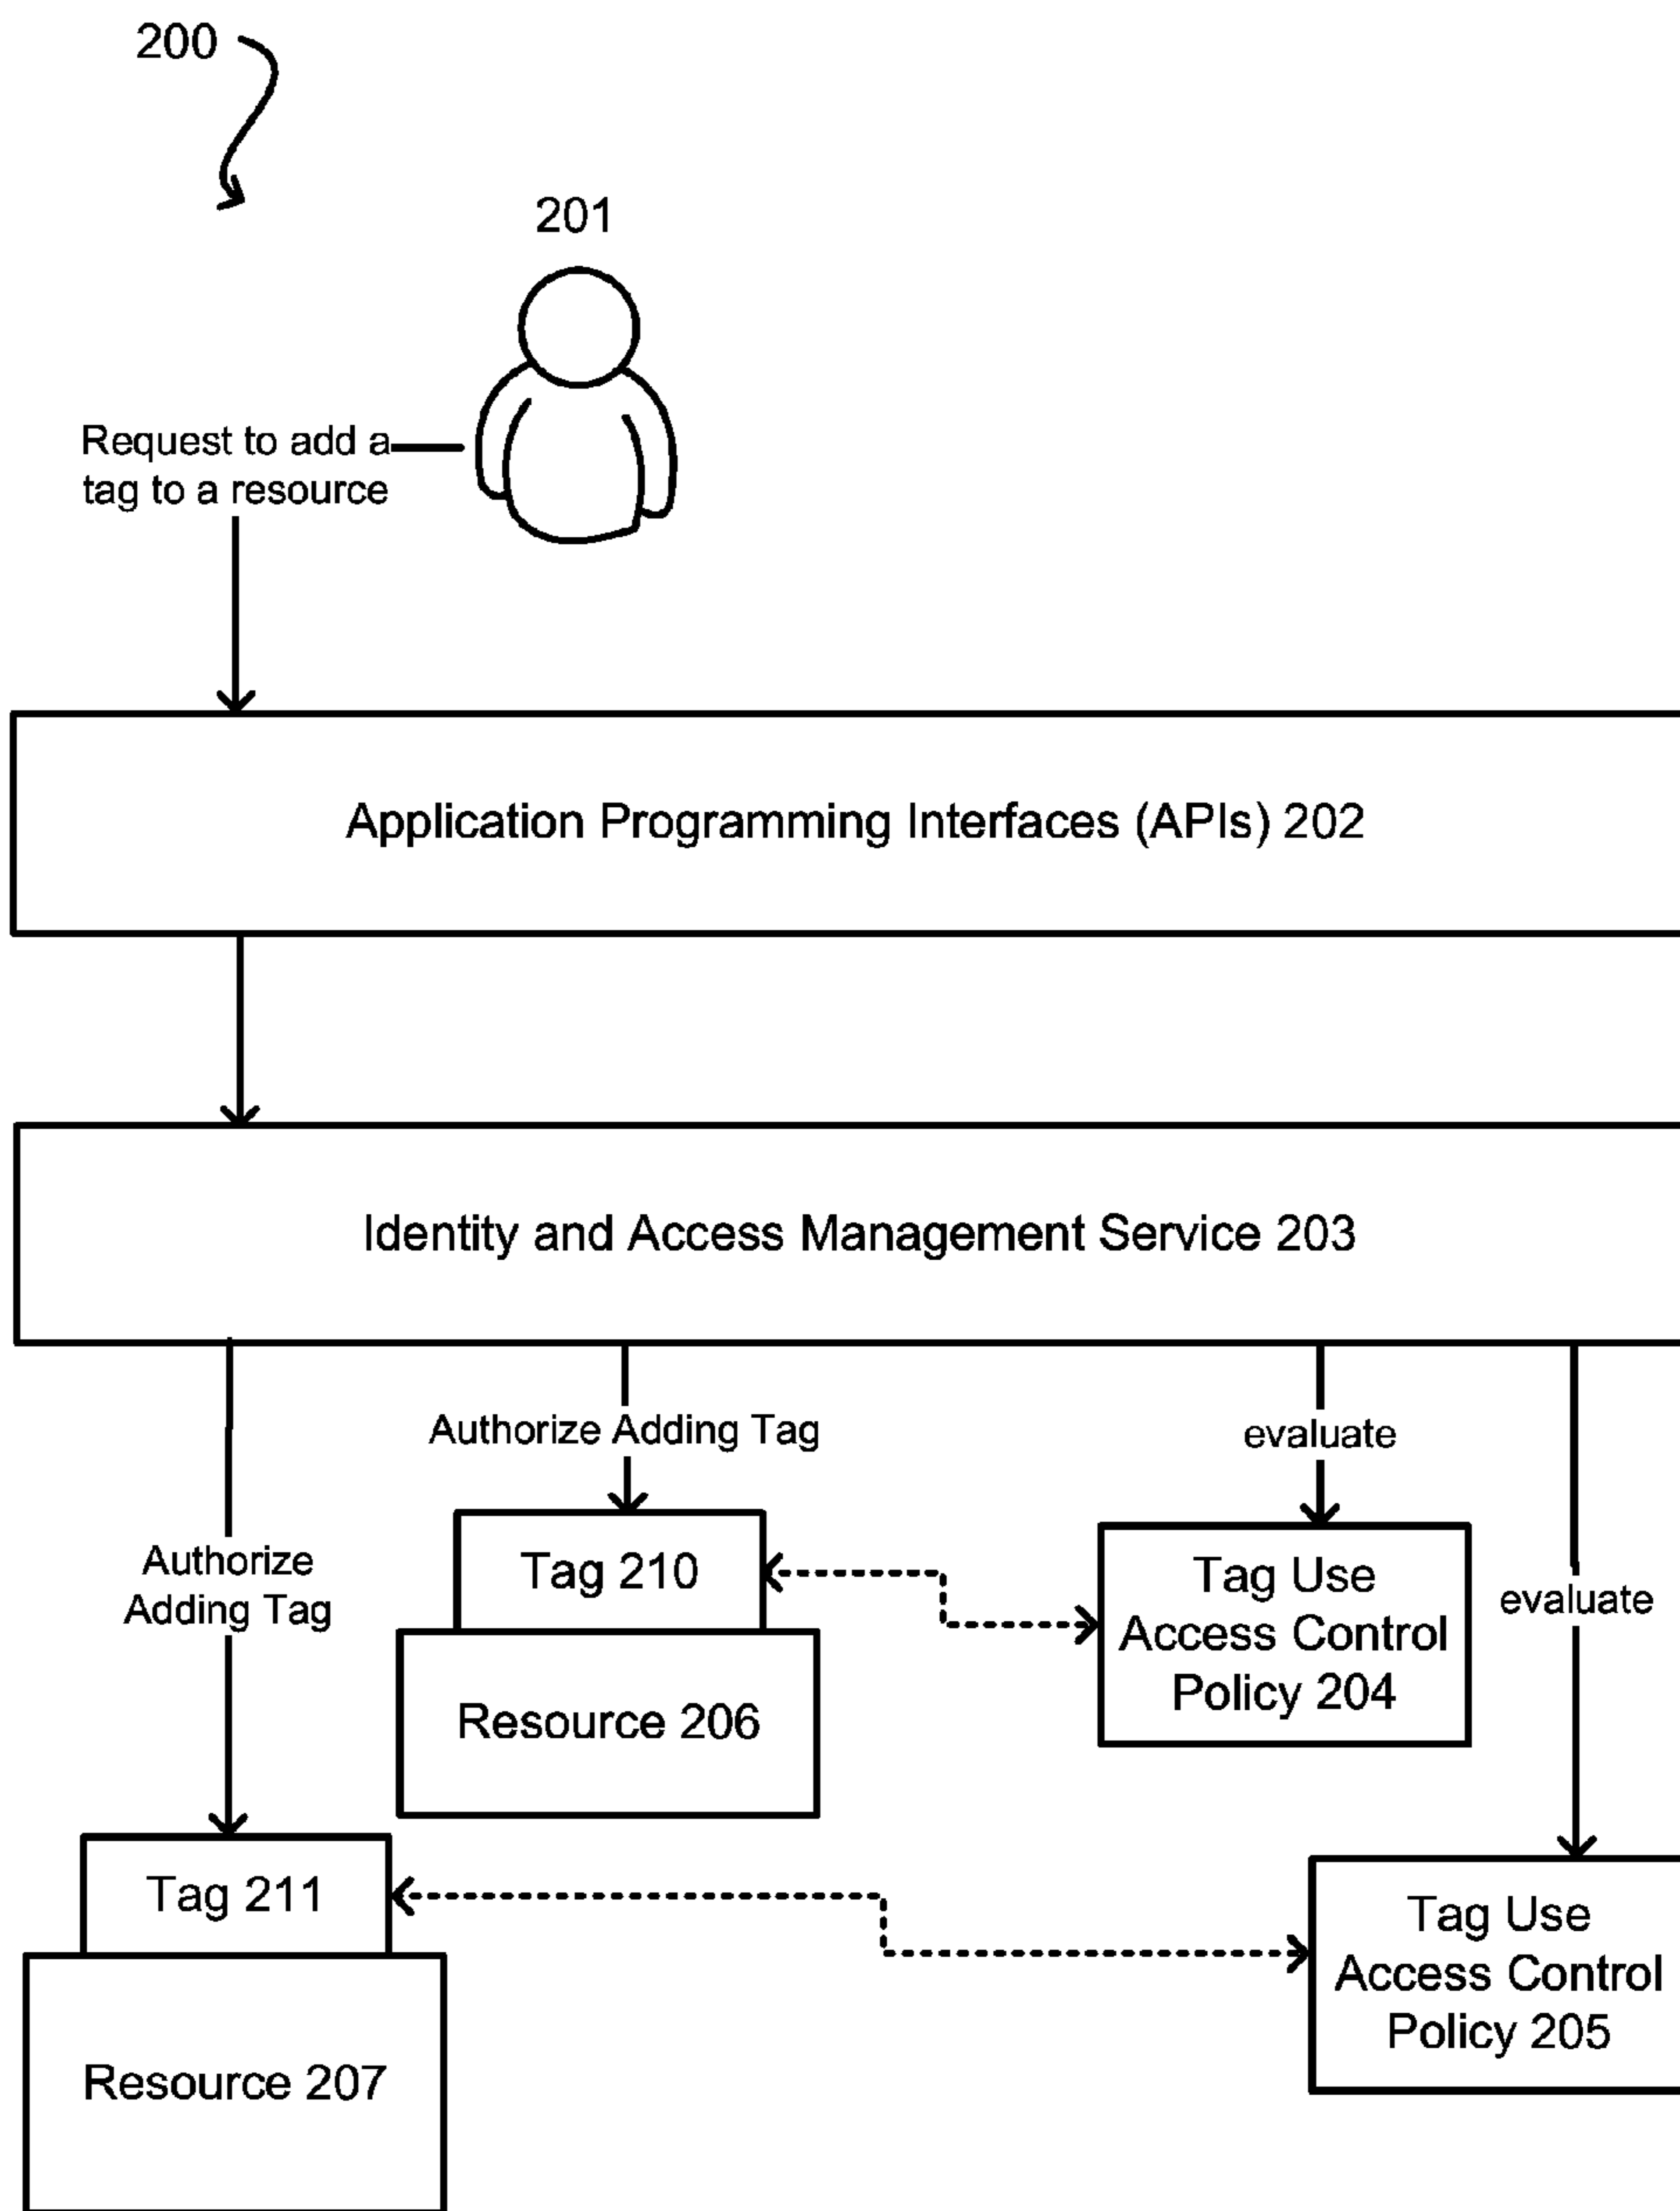 200
201
Request to add a
tag to a resource
Application Programming Interfaces (APIs) 202
Identity and Access Management Service 203
Authorize Adding Tag
evaluate
Authorize
Adding Tag
Tag 210
Tag Use
Access Control
Policy 204
evaluate
Resource 206
Tag 211
Tag Use
Access Control
Policy 205
Resource 207